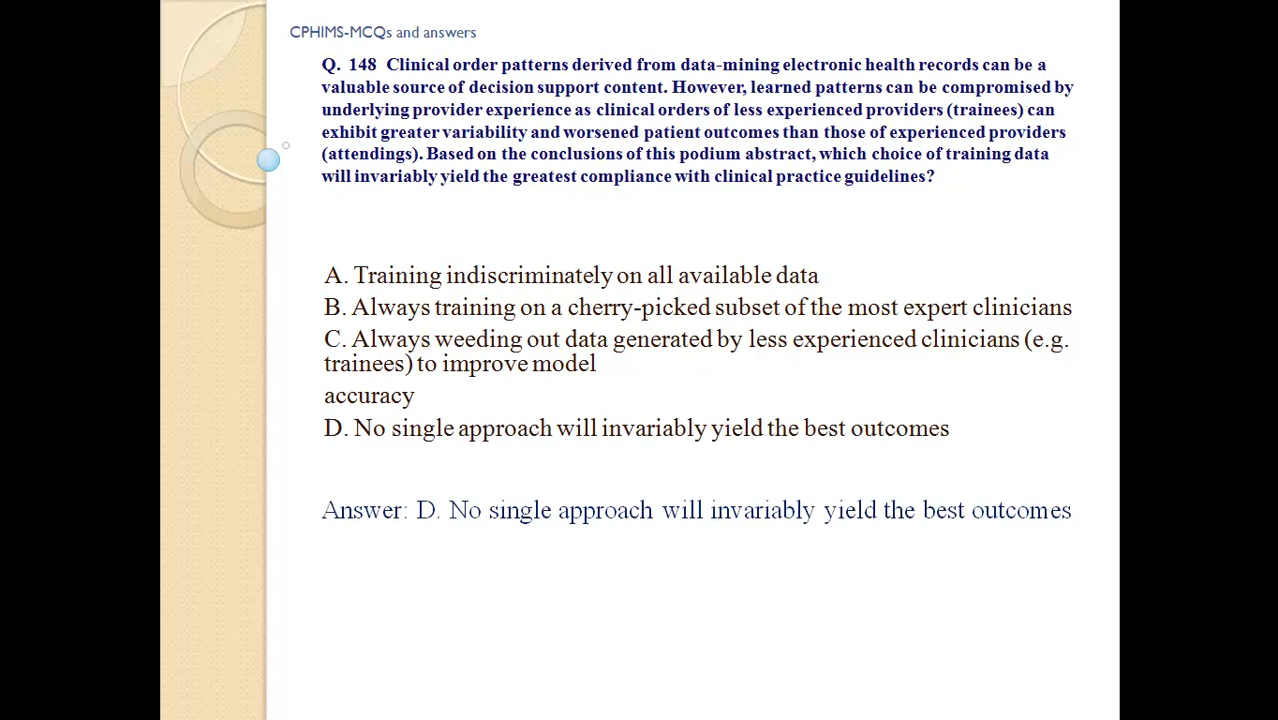 CPHIMS-MCQs and answers
Q. 148 Clinical order patterns derived from data-mining electronic health records can be a
valuable source of decision support content. However, learned patterns can be compromised by
underlying provider experience as clinical orders of less experienced providers (trainees) can
exhibit greater variability and worsened patient outcomes than those of experienced providers
(attendings). Based on the conclusions of this podium abstract, which choice of training data
will invariably yield the greatest compliance with clinical practice guidelines?
A. Training indiscriminately on all available data
B. Always training on a cherry-picked subset of the most expert clinicians
C. Always weeding out data generated by less experienced clinicians (e.g.
trainees) to improve model
accuracy
D. No single approach will invariably yield the best outcomes
Answer: D. No single approach will invariably yield the best outcomes